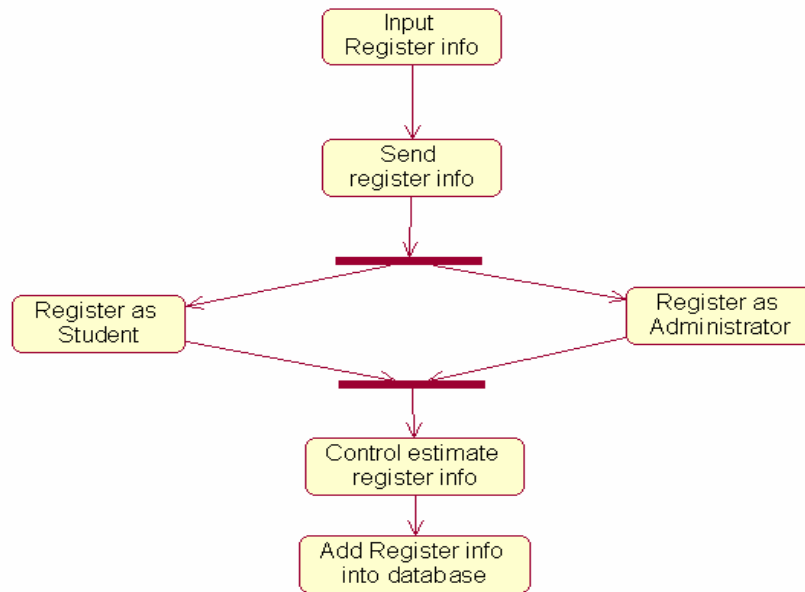 Input
Register info
Send
register info
Register as
Student
Register as
Administrator
Control estimate
register info
Add Register info
into database